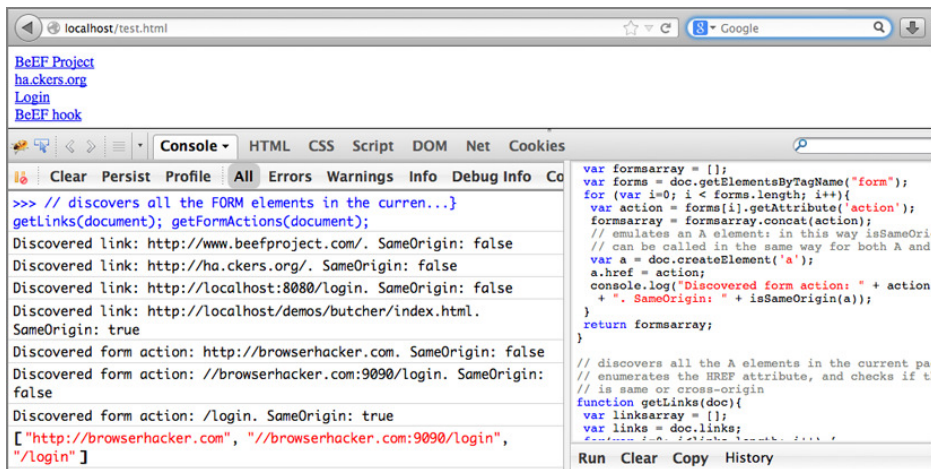 localhost/test.html
Google
BeEF Project
ha.ckers.org
Login
BeEF hook
Console HTML CSS Script DOM Net Cookies
Clear Persist Profile All Errors Warnings Info Debug Info Co
>>> // discovers all the FORM elements in the curren...}
getLinks(document); getFormActions(document);
Discovered link: http://www.beefproject.com/. SameOrigin: false
Discovered link: http://ha.ckers.org/. SameOrigin: false
Discovered link: http://localhost:8080/login. SameOrigin: false
Discovered link: http://localhost/demos/butcher/index.html.
SameOrigin: true
Discovered form action: http://browserhacker.com. SameOrigin: false
Discovered form action: //browserhacker.com:9090/login. SameOrigin:
false
Discovered form action: /login. SameOrigin: true
["http://browserhacker.com", "//browserhacker.com:9090/login",
"/login"]
var formsarray = [];
var forms = doc.getElementsByTagName("form");
for (var i=0; i < forms.length; i++){
var action = forms[i].getAttribute('action');
formsarray = formsarray.concat(action);
// emulates an A element: in this way isSameOri
// can be called in the same way for both A and
var a = doc.createElement('a');
a.href = action;
console.log("Discovered form action: " + action
+ ". SameOrigin: " + isSameOrigin(a));
}
return formsarray;
}
// discovers all the A elements in the current pa
// enumerates the HREF attribute, and checks if t
// is same or cross-origin
function getLinks(doc){
var linksarray = [];
var links = doc.links;
for(var i=0; i<links.length; i++) {
Run Clear Copy History